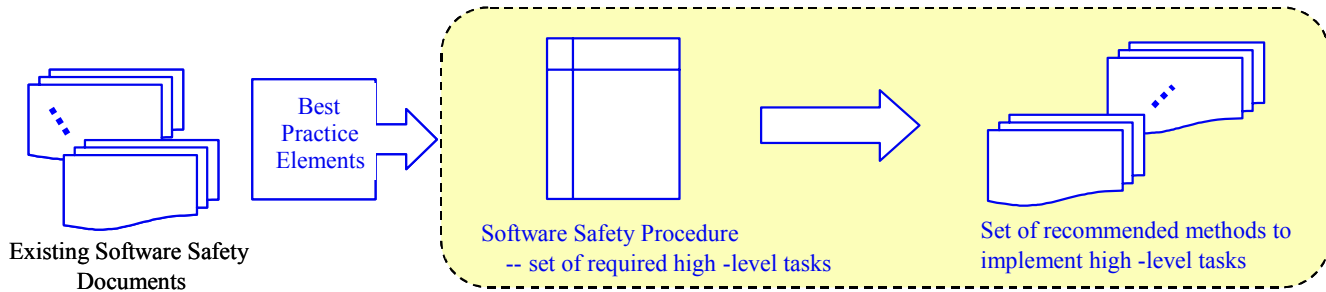 Existing Software Safety
Documents
Best
Practice
Elements
Software Safety Procedure
-- set of required high -level tasks
Set of recommended methods to
implement high -level tasks